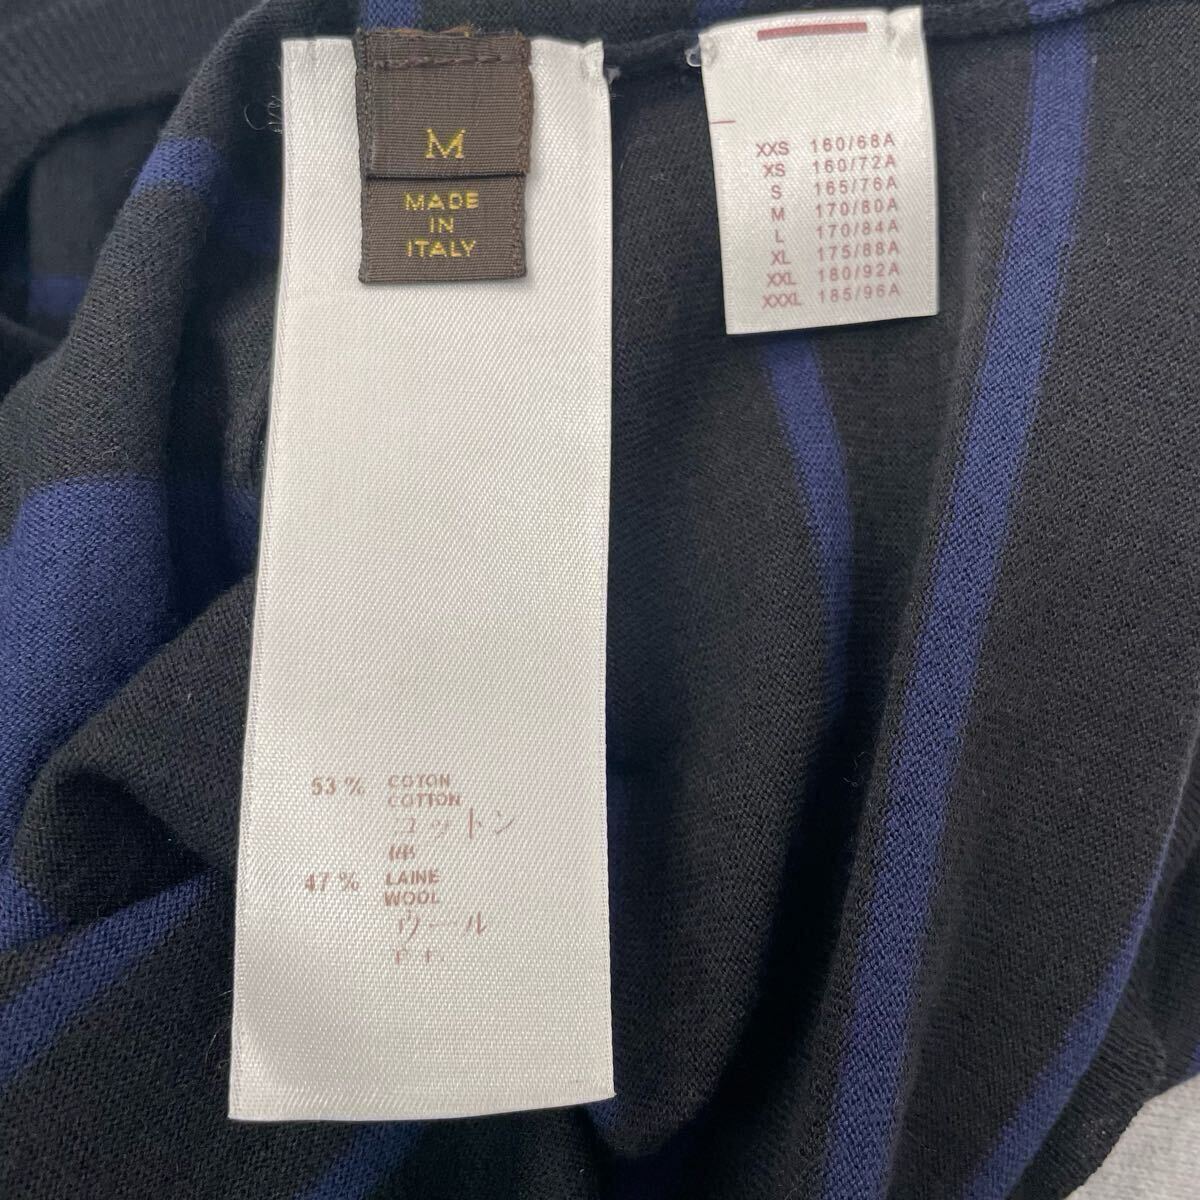 M
MADE
IN
ITALY
XXS 160/68A
XS 160/72A
S 165/76A
M 170/80A
L 170/84A
XL 175/88A
XXL 180/92A
XXXL 185/96A
53 % COTON
COTTON
コットン
47 % LAINE
WOOL
ウール